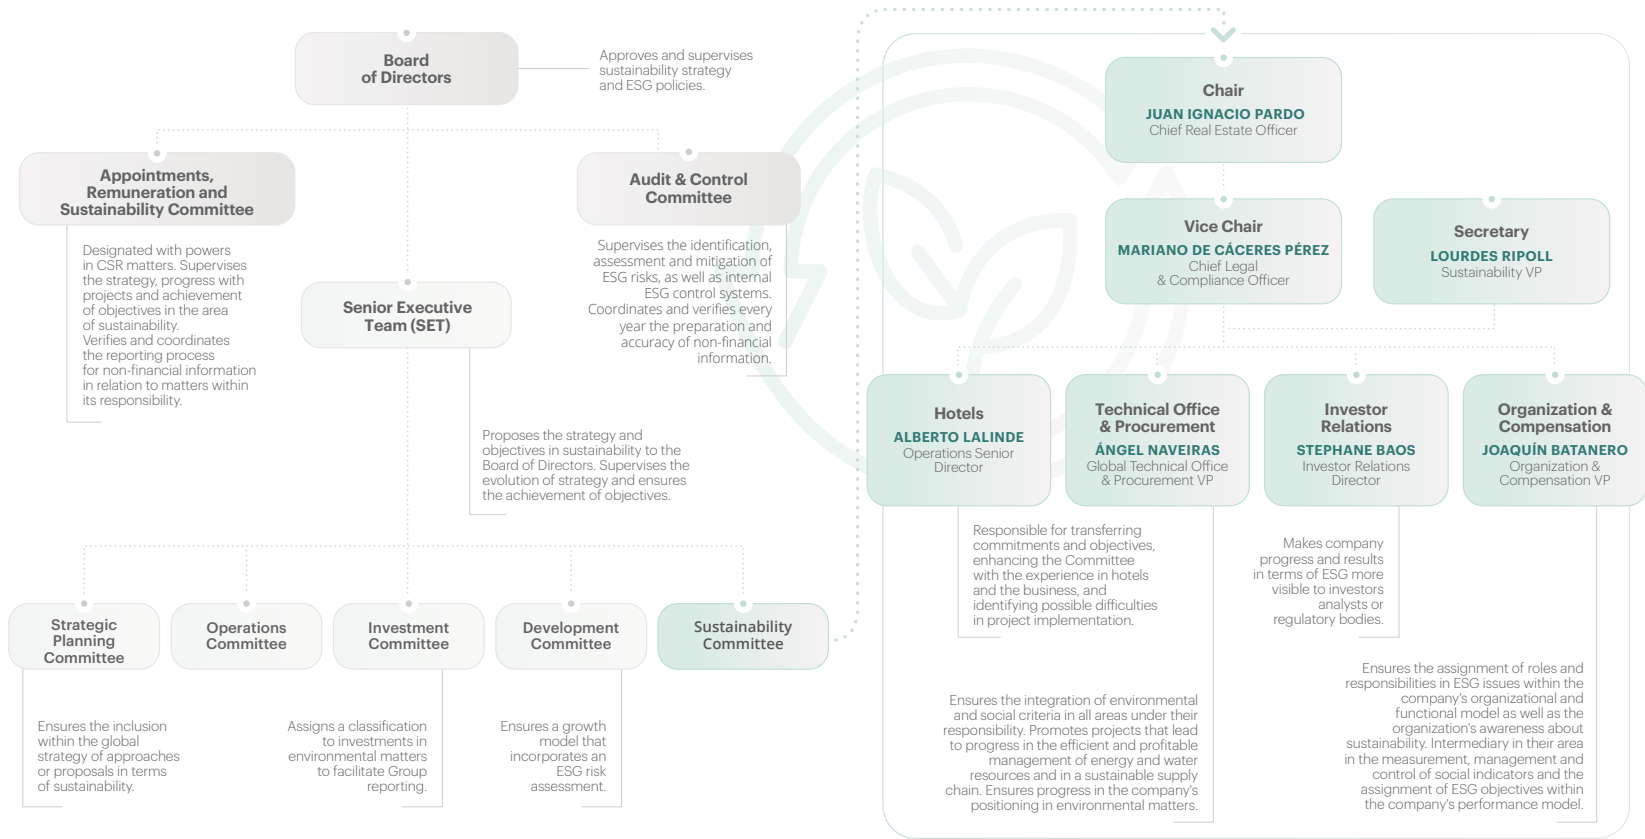 Board
of Directors
Approves and supervises
sustainability strategy
and ESG policies.
Appointments,
Remuneration and
Sustainability Committee
Designated with powers
in CSR matters. Supervises
the strategy, progress with
projects and achievement
of objectives in the area
of sustainability.
Verifies and coordinates
the reporting process
for non-financial information
in relation to matters within
its responsibility.
Audit & Control
Committee
Supervises the identification,
assessment and mitigation of
ESG risks, as well as internal
ESG control systems.
Coordinates and verifies every
year the preparation and
accuracy of non-financial
information.
Senior Executive
Team (SET)
Proposes the strategy and
objectives in sustainability to the
Board of Directors. Supervises the
evolution of strategy and ensures
the achievement of objectives.
Strategic
Planning
Committee
Ensures the inclusion
within the global
strategy of approaches
or proposals in terms
of sustainability.
Operations
Committee
Investment
Committee
Assigns a classification
to investments in
environmental matters
to facilitate Group
reporting.
Development
Committee
Ensures a growth
model that
incorporates an
ESG risk
assessment.
Sustainability
Committee
Chair
JUAN IGNACIO PARDO
Chief Real Estate Officer
Vice Chair
MARIANO DE CÁCERES PÉREZ
Chief Legal
& Compliance Officer
Secretary
LOURDES RIPOLL
Sustainability VP
Hotels
ALBERTO LALINDE
Operations Senior
Director
Responsible for transferring
commitments and objectives,
enhancing the Committee
with the experience in hotels
and the business, and
identifying possible difficulties
in project implementation.
Technical Office
& Procurement
ÁNGEL NAVEIRAS
Global Technical Office
& Procurement VP
Ensures the integration of environmental
and social criteria in all areas under their
responsibility. Promotes projects that lead
to progress in the efficient and profitable
management of energy and water
resources and in a sustainable supply
chain. Ensures progress in the company's
positioning in environmental matters.
Investor
Relations
STEPHANE BAOS
Investor Relations
Director
Makes company
progress and results
in terms of ESG more
visible to investors
analysts or
regulatory bodies.
Organization &
Compensation
JOAQUÍN BATANERO
Organization &
Compensation VP
Ensures the assignment of roles and
responsibilities in ESG issues within the
company's organizational and
functional model as well as the
organization's awareness about
sustainability. Intermediary in their area
in the measurement, management and
control of social indicators and the
assignment of ESG objectives within
the company's performance model.